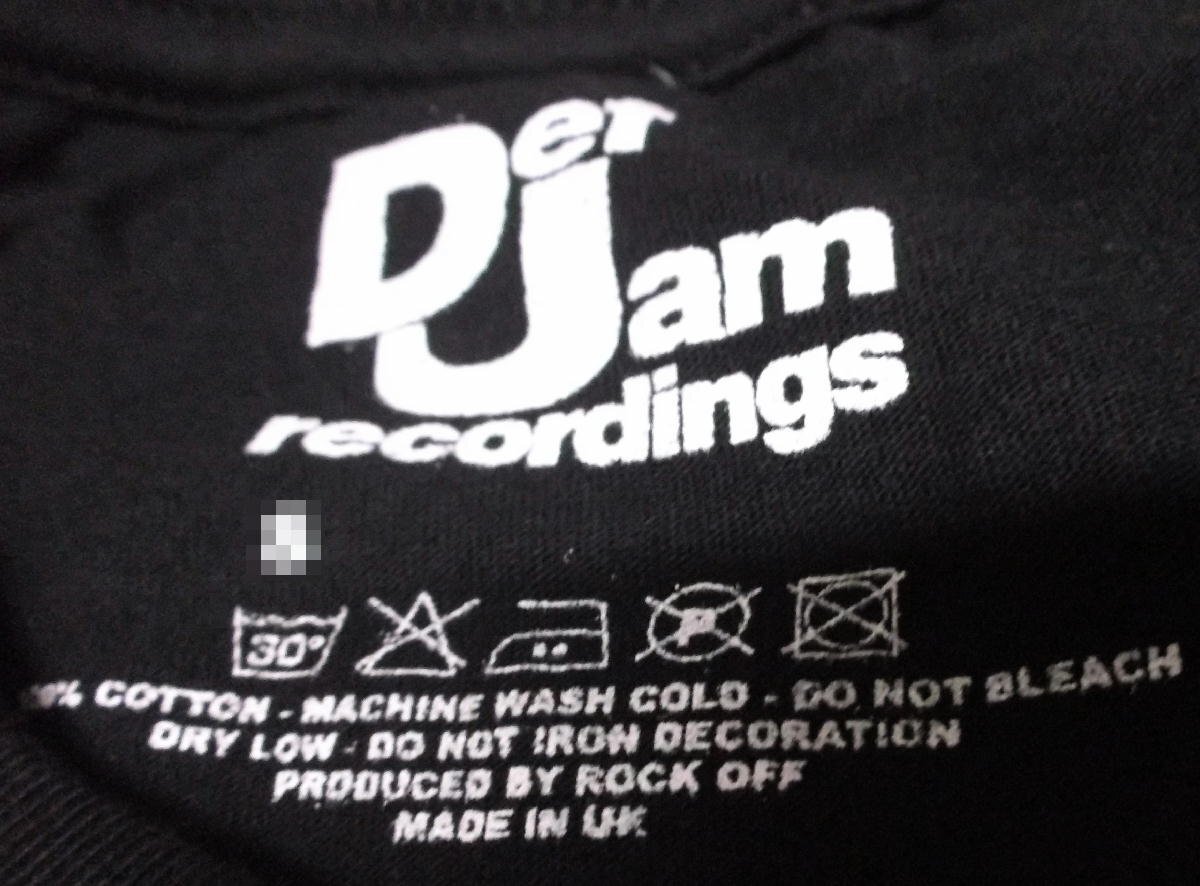 Def
Jam
recordings
30°
P
% COTTON - MACHINE WASH COLD - DO NOT BLEACH
DRY LOW - DO NOT IRON DECORATION
PRODUCED BY ROCK OFF
MADE IN UK